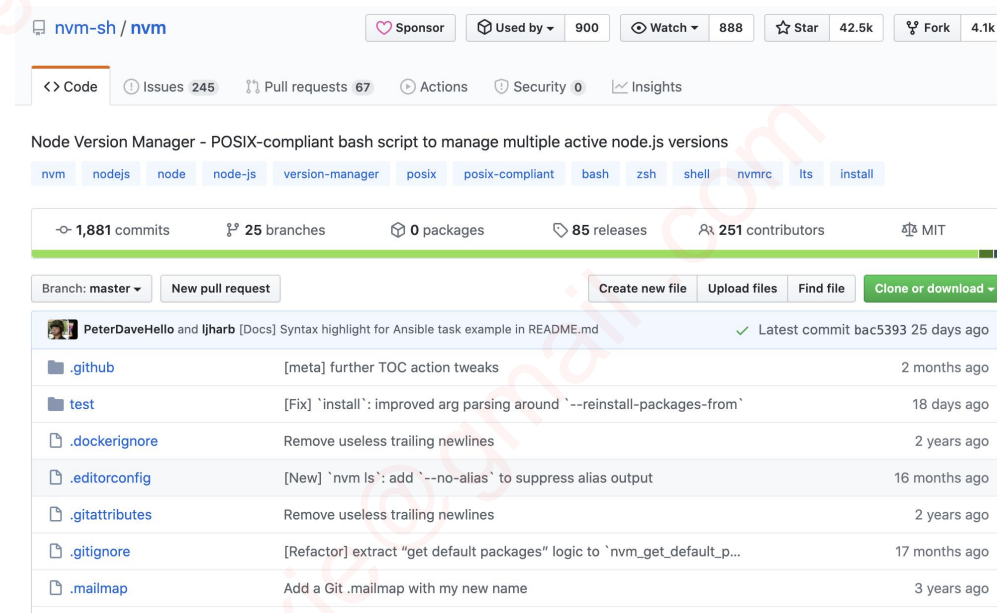 nvm-sh / nvm Sponsor Used by 900 Watch 888 Star 42.5k Fork 4.1k
Code Issues 245 Pull requests 67 Actions Security 0 Insights
Node Version Manager - POSIX-compliant bash script to manage multiple active node.js versions
nvm nodejs node node-js version-manager posix posix-compliant bash zsh shell nvmrc lts install
1,881 commits 25 branches 0 packages 85 releases 251 contributors MIT
Branch: master New pull request Create new file Upload files Find file Clone or download
PeterDaveHello and ljharb [Docs] Syntax highlight for Ansible task example in README.md Latest commit bac5393 25 days ago
.github [meta] further TOC action tweaks 2 months ago
test [Fix] `install`: improved arg parsing around `--reinstall-packages-from` 18 days ago
.dockerignore Remove useless trailing newlines 2 years ago
.editorconfig [New] `nvm ls`: add `--no-alias` to suppress alias output 16 months ago
.gitattributes Remove useless trailing newlines 2 years ago
.gitignore [Refactor] extract “get default packages” logic to `nvm_get_default_p... 17 months ago
.mailmap Add a Git .mailmap with my new name 3 years ago
@gmail.com